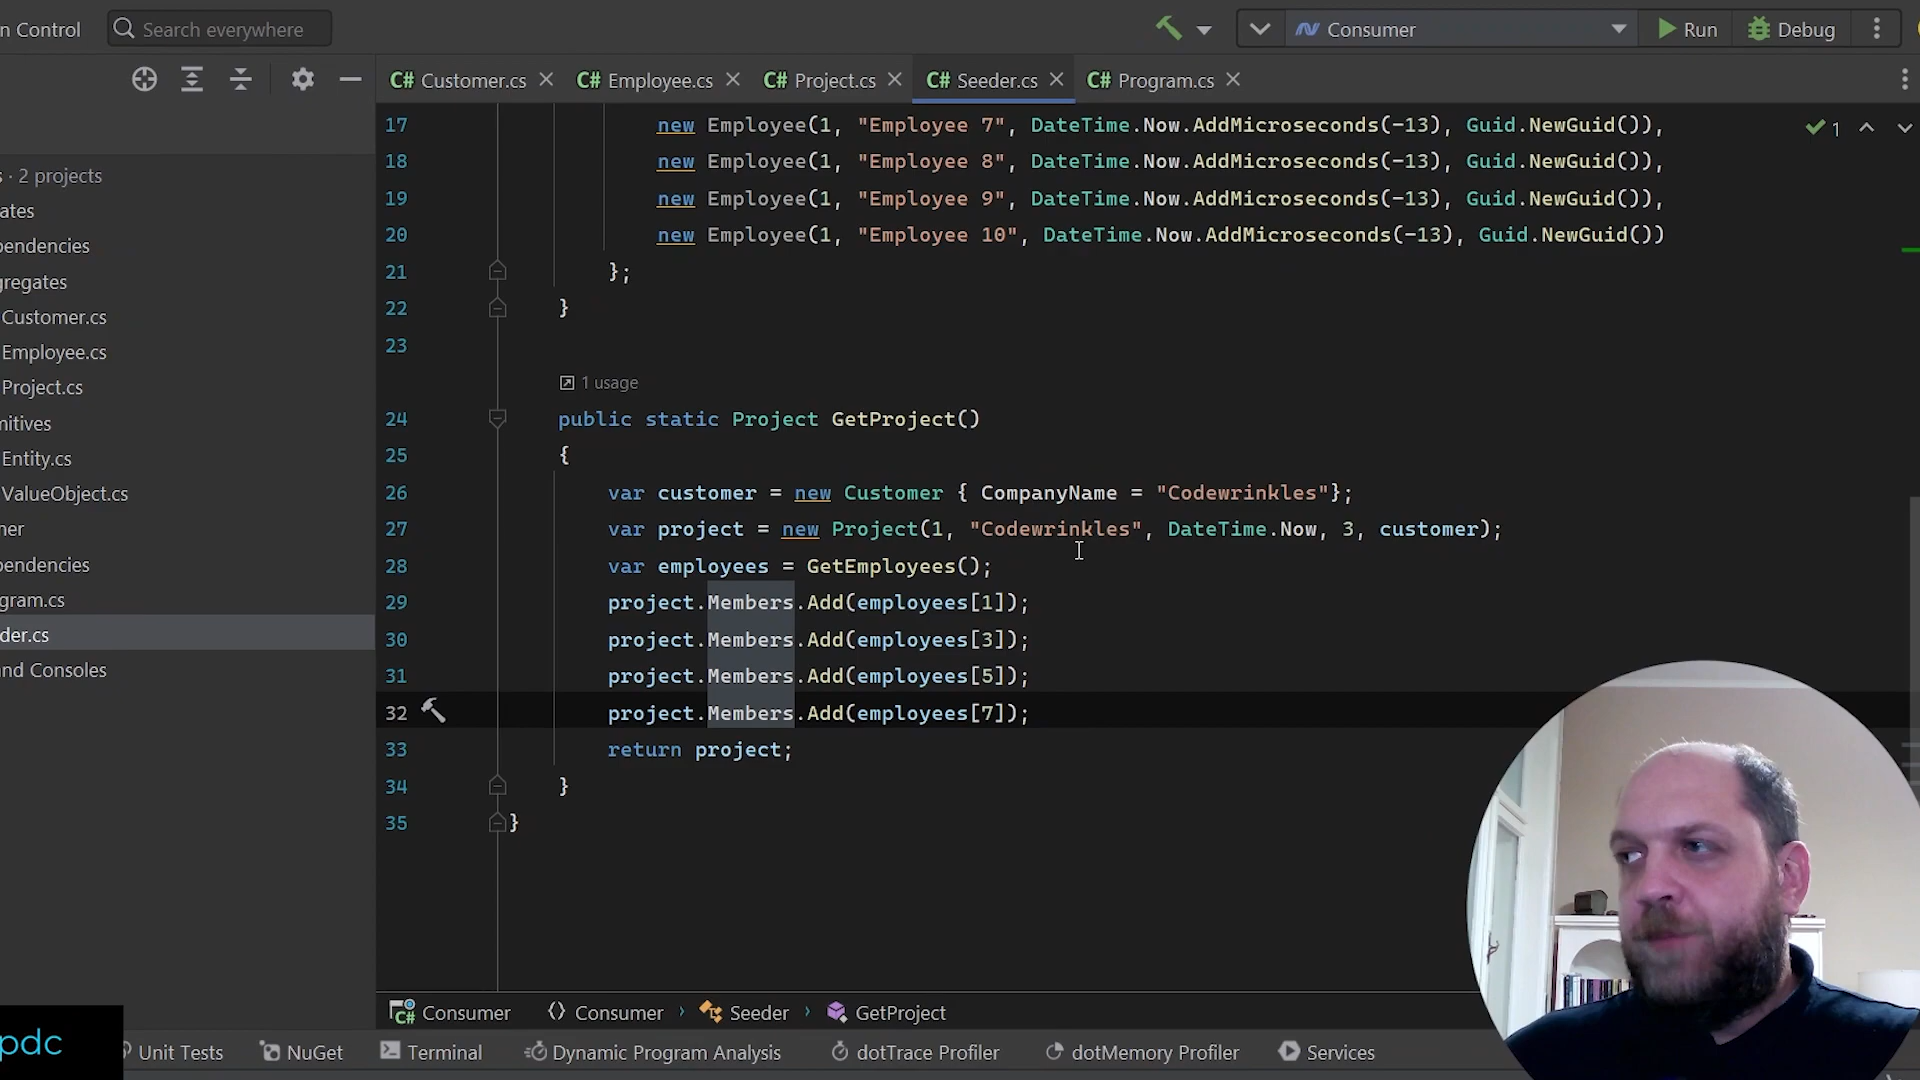 n Control
Search everywhere
Consumer
Run
Debug
C# Customer.cs
C# Employee.cs
C# Project.cs
C# Seeder.cs
C# Program.cs
s · 2 projects
ates
pendencies
gregates
Customer.cs
Employee.cs
Project.cs
mitives
Entity.cs
ValueObject.cs
mer
pendencies
gram.cs
der.cs
and Consoles
17 new Employee(1, "Employee 7", DateTime.Now.AddMicroseconds(-13), Guid.NewGuid()),
1
18 new Employee(1, "Employee 8", DateTime.Now.AddMicroseconds(-13), Guid.NewGuid()),
19 new Employee(1, "Employee 9", DateTime.Now.AddMicroseconds(-13), Guid.NewGuid()),
20 new Employee(1, "Employee 10", DateTime.Now.AddMicroseconds(-13), Guid.NewGuid())
21 };
22 }
23
1 usage
24 public static Project GetProject()
25 {
26 var customer = new Customer { CompanyName = "Codewrinkles"};
27 var project = new Project(1, "Codewrinkles", DateTime.Now, 3, customer);
28 var employees = GetEmployees();
29 project.Members.Add(employees[1]);
30 project.Members.Add(employees[3]);
31 project.Members.Add(employees[5]);
32 project.Members.Add(employees[7]);
33 return project;
34 }
35 }
C# Consumer
Consumer
Seeder
GetProject
pdc
Unit Tests
NuGet
Terminal
Dynamic Program Analysis
dotTrace Profiler
dotMemory Profiler
Services